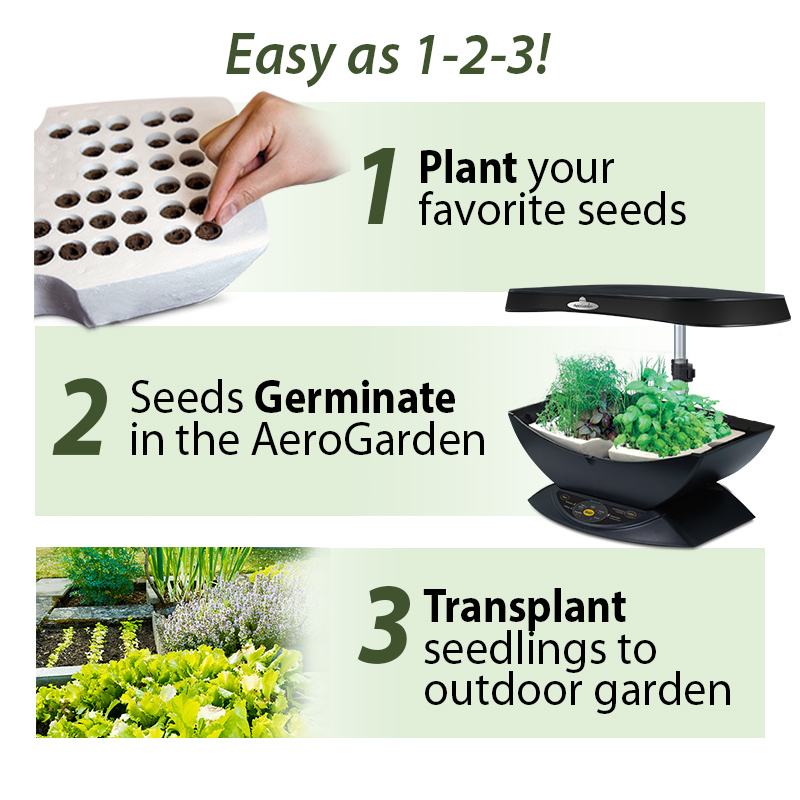 Easy as 1-2-3!
1 Plant your
favorite seeds
2 Seeds Germinate
in the AeroGarden
3 Transplant
seedlings to
outdoor garden